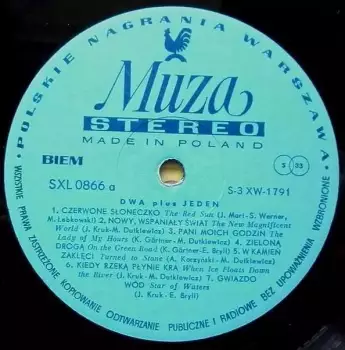 POLSKIE NAGRANIA WARSZAWA
Muza
STEREO
MADE IN POLAND
BIEM
S 33
SXL 0866 a
S-3 XW-1791
DWA plus JEDEN
1. CZERWONE SŁONECZKO The Red Sun (J. Mari-S. Werner,
M. Łebkowski) 2. NOWY, WSPANIAŁY ŚWIAT The New Magnificent
World (J. Kruk-M. Dutkiewicz) 3. PANI MOICH GODZIN The
Lady of My Hours (K. Gärtner-M. Dutkiewicz) 4. ZIELONA
DROGA On the Green Road (K. Gärtner-E. Bryll) 5. W KAMIEŃ
ZAKLĘCI Turned to Stone (A. Korzyński-M. Dutkiewicz)
6. KIEDY RZEKĄ PŁYNIE KRA When Ice Floats Down
the River (J. Kruk-M. Dutkiewicz) 7. GWIAZDO
WÓD Star of Waters
(J. Kruk-E. Bryll)
WSZYSTKIE PRAWA ZASTRZEŻONE KOPIOWANIE ODTWARZANIE PUBLICZNE I RADIOWE BEZ UPOWAŻNIENIA WZBRONIONE